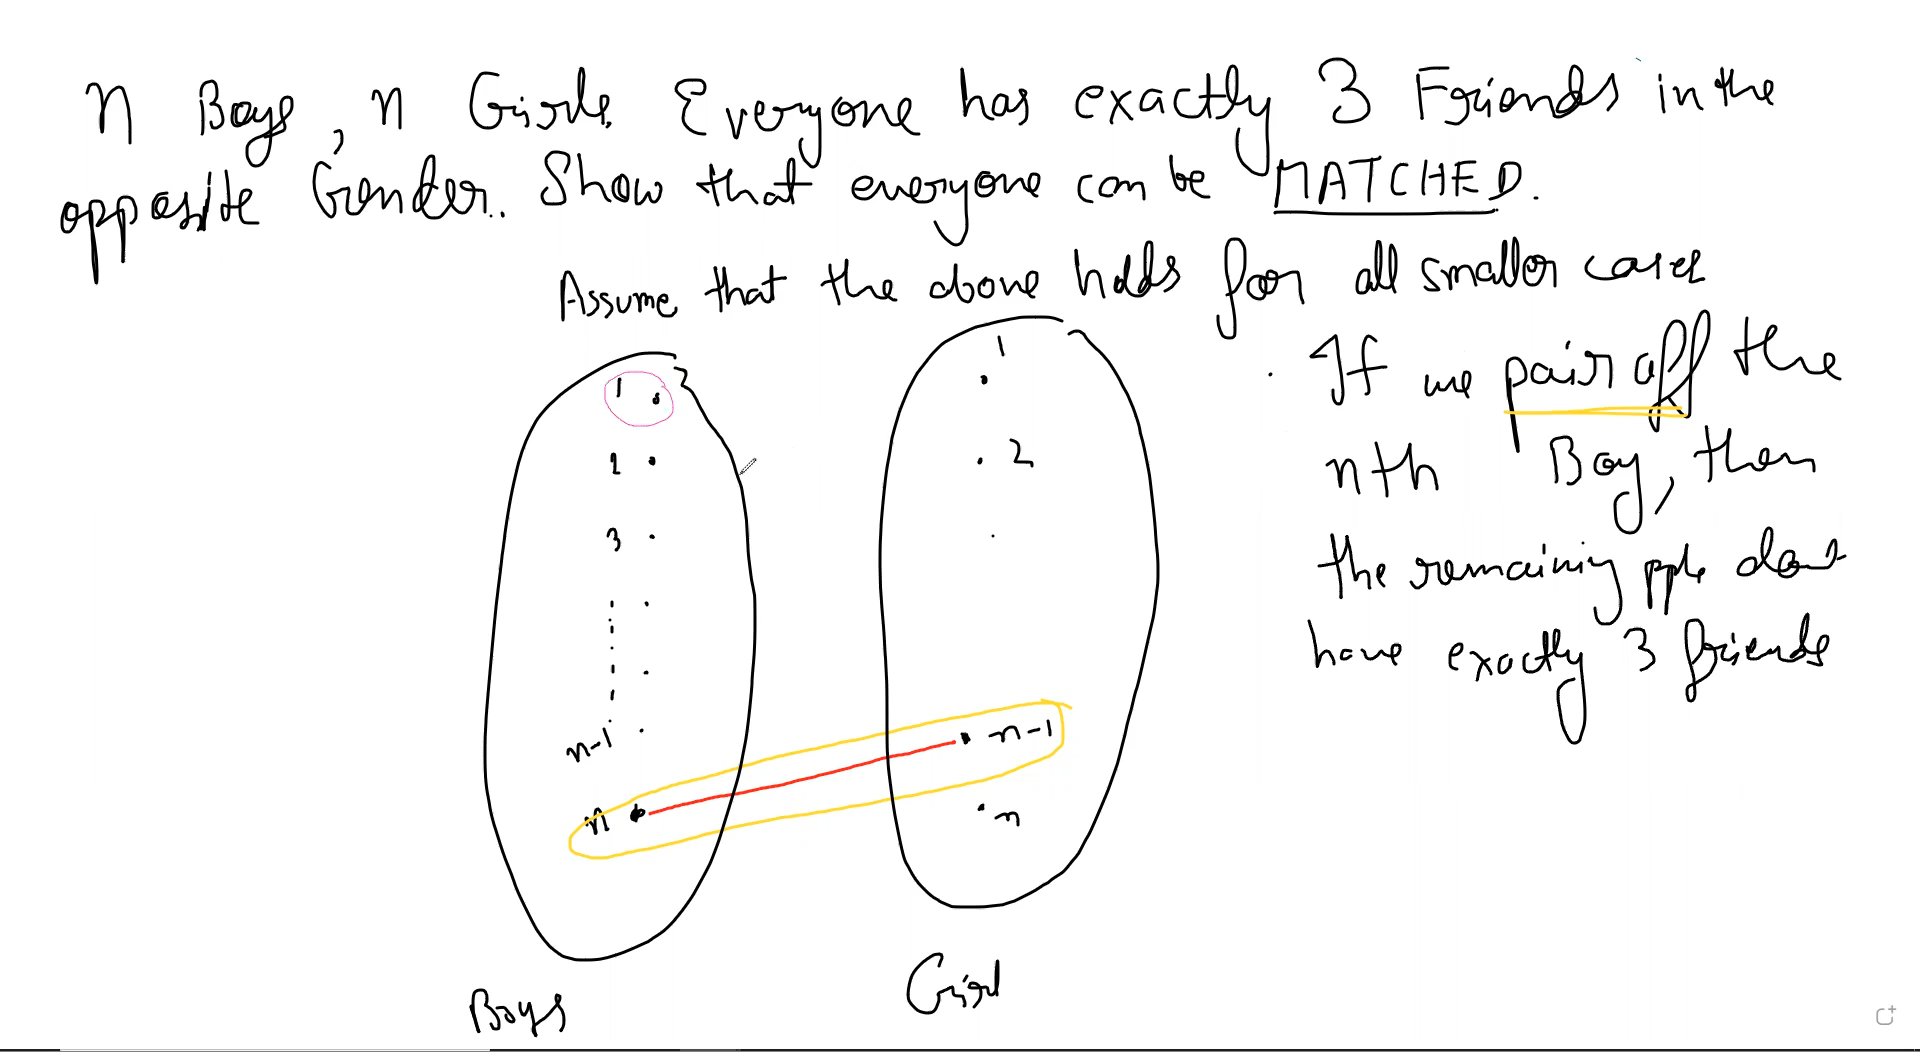 n Boys, n Girls. Everyone has exactly 3 Friends in the
opposite Gender. Show that everyone can be MATCHED.
Assume that the above holds for all smaller cases
If we pair off the
nth Boy, then
the remaining pple dont
have exactly 3 friends
1
2
3
n-1
n
Boys
1
2
n-1
n
Girl